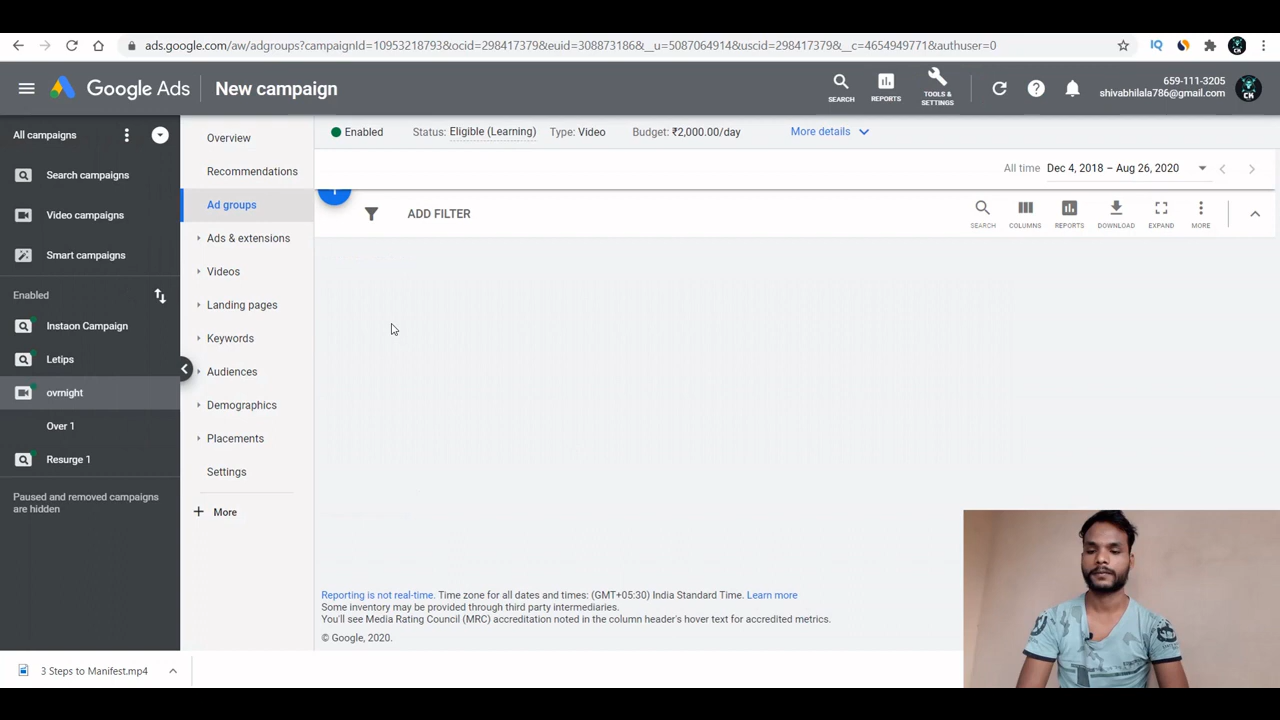 ads.google.com/aw/adgroups?campaignId=10953218793&ocid=298417379&euid=308873186&__u=5087064914&uscid=298417379&__c=4654949771&authuser=0
Google Ads
New campaign
SEARCH
REPORTS
TOOLS &
SETTINGS
659-111-3205
shivabhilala786@gmail.com
All campaigns
Search campaigns
Video campaigns
Smart campaigns
Enabled
Instaon Campaign
Letips
ovrnight
Over 1
Resurge 1
Paused and removed campaigns
are hidden
Overview
Recommendations
Ad groups
Ads & extensions
Videos
Landing pages
Keywords
Audiences
Demographics
Placements
Settings
More
Enabled Status: Eligible (Learning) Type: Video Budget: ₹2,000.00/day More details
All time Dec 4, 2018 – Aug 26, 2020
ADD FILTER
SEARCH
COLUMNS
REPORTS
DOWNLOAD
EXPAND
MORE
Reporting is not real-time. Time zone for all dates and times: (GMT+05:30) India Standard Time. Learn more
Some inventory may be provided through third party intermediaries.
You'll see Media Rating Council (MRC) accreditation noted in the column header's hover text for accredited metrics.
© Google, 2020.
3 Steps to Manifest.mp4